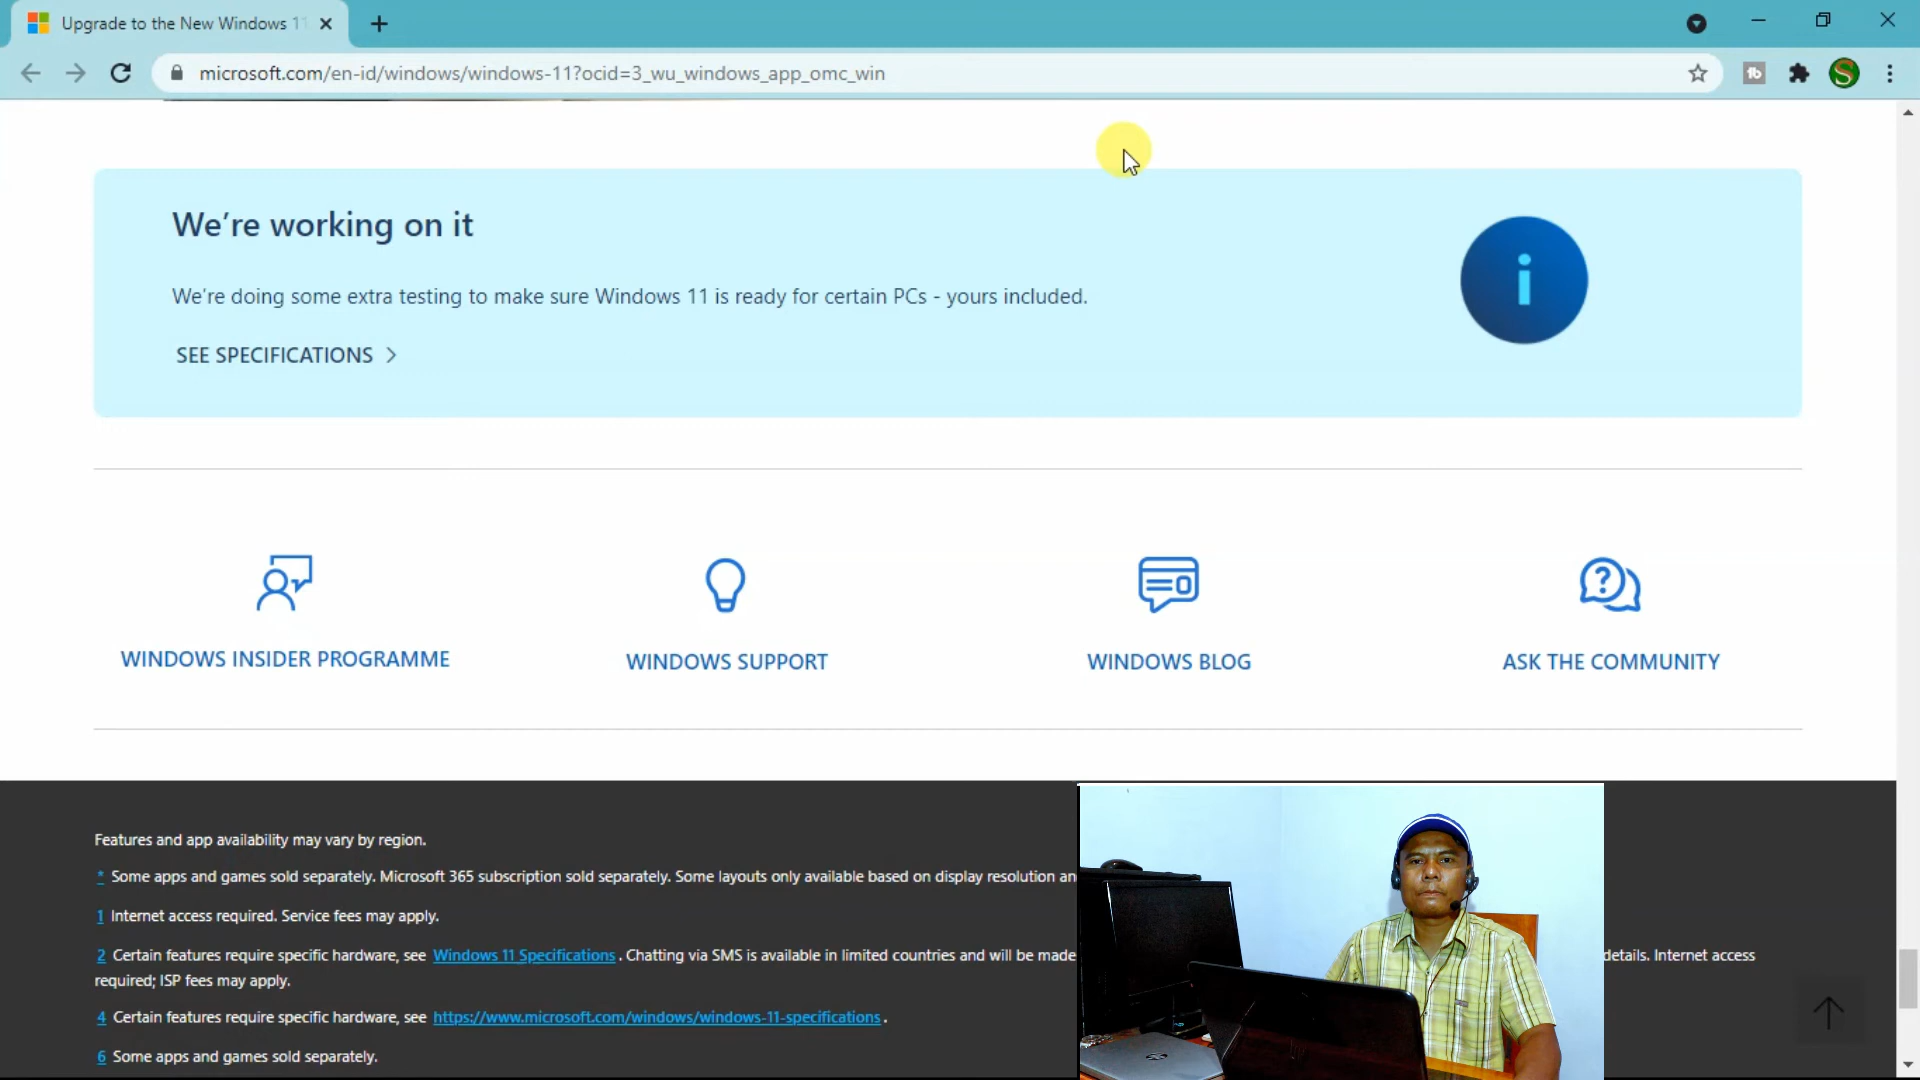 Upgrade to the New Windows 11
microsoft.com/en-id/windows/windows-11?ocid=3_wu_windows_app_omc_win
We're working on it
We're doing some extra testing to make sure Windows 11 is ready for certain PCs - yours included.
SEE SPECIFICATIONS
WINDOWS INSIDER PROGRAMME
WINDOWS SUPPORT
WINDOWS BLOG
ASK THE COMMUNITY
Features and app availability may vary by region.
* Some apps and games sold separately. Microsoft 365 subscription sold separately. Some layouts only available based on display resolution an
1 Internet access required. Service fees may apply.
2 Certain features require specific hardware, see Windows 11 Specifications . Chatting via SMS is available in limited countries and will be made details. Internet access
required; ISP fees may apply.
4 Certain features require specific hardware, see https://www.microsoft.com/windows/windows-11-specifications .
6 Some apps and games sold separately.